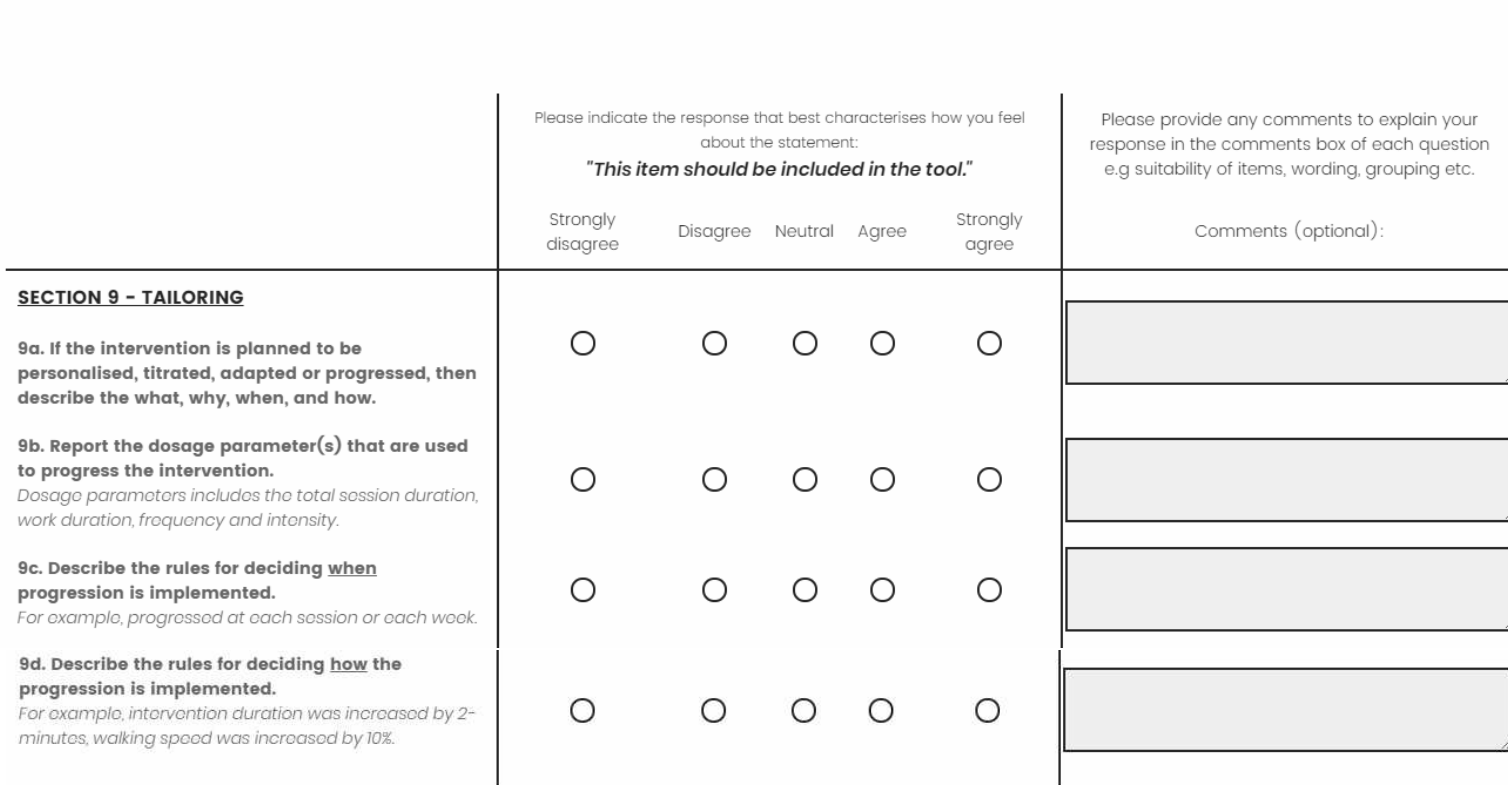 Please indicate the response that best characterises how you feel
about the statement:
"This item should be included in the tool."
Please provide any comments to explain your
response in the comments box of each question
e.g suitability of items, wording, grouping etc.
Strongly
disagree
Disagree
Neutral
Agree
Strongly
agree
Comments (optional):
SECTION 9 - TAILORING
9a. If the intervention is planned to be
personalised, titrated, adapted or progressed, then
describe the what, why, when, and how.
9b. Report the dosage parameter(s) that are used
to progress the intervention.
Dosage parameters includes the total session duration,
work duration, frequency and intensity.
9c. Describe the rules for deciding when
progression is implemented.
For example, progressed at each session or each week.
9d. Describe the rules for deciding how the
progression is implemented.
For example, intervention duration was increased by 2-
minutes, walking speed was increased by 10%.